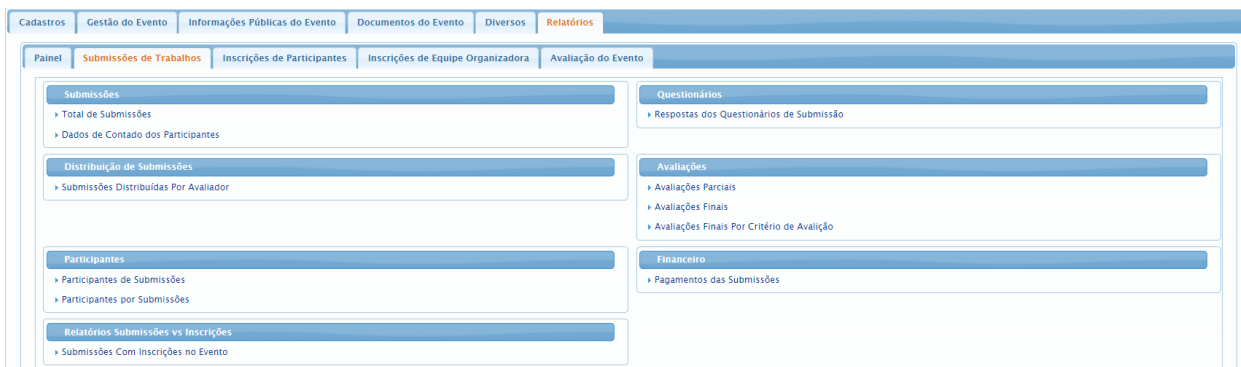 Cadastros Gestão do Evento Informações Públicas do Evento Documentos do Evento Diversos Relatórios
Painel Submissões de Trabalhos Inscrições de Participantes Inscrições de Equipe Organizadora Avaliação do Evento
Submissões
Total de Submissões
Dados de Contado dos Participantes
Questionários
Respostas dos Questionários de Submissão
Distribuição de Submissões
Submissões Distribuídas Por Avaliador
Avaliações
Avaliações Parciais
Avaliações Finais
Avaliações Finais Por Critério de Avalição
Participantes
Participantes de Submissões
Participantes por Submissões
Financeiro
Pagamentos das Submissões
Relatórios Submissões vs Inscrições
Submissões Com Inscrições no Evento